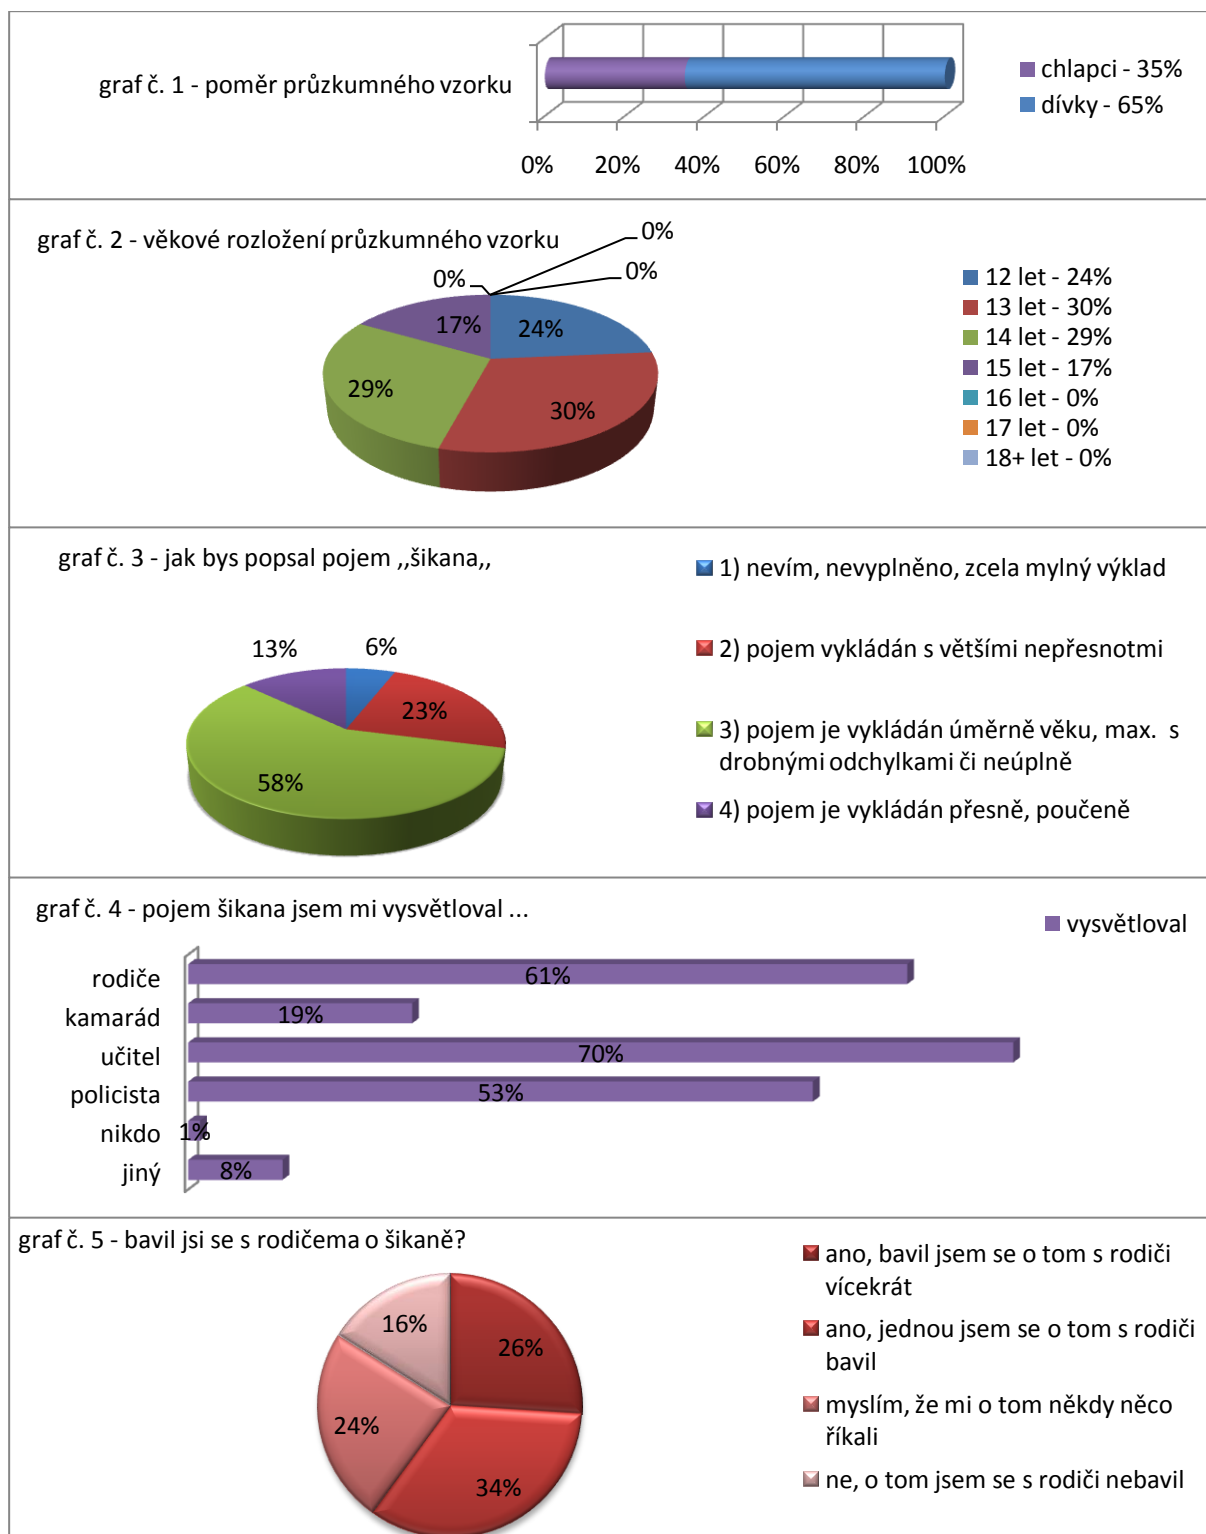 graf č. 1 - poměr průzkumného vzorku
chlapci - 35%
dívky - 65%
0% 20% 40% 60% 80% 100%
graf č. 2 - věkové rozložení průzkumného vzorku
0%
0%
0%
17%
24%
29%
30%
12 let - 24%
13 let - 30%
14 let - 29%
15 let - 17%
16 let - 0%
17 let - 0%
18+ let - 0%
graf č. 3 - jak bys popsal pojem ,,šikana,,
13%
6%
23%
58%
1) nevím, nevyplněno, zcela mylný výklad
2) pojem vykládán s většími nepřesnotmi
3) pojem je vykládán úměrně věku, max. s
drobnými odchylkami či neúplně
4) pojem je vykládán přesně, poučeně
graf č. 4 - pojem šikana jsem mi vysvětloval ...
vysvětloval
rodiče 61%
kamarád 19%
učitel 70%
policista 53%
nikdo 1%
jiný 8%
graf č. 5 - bavil jsi se s rodičema o šikaně?
16%
26%
24%
34%
ano, bavil jsem se o tom s rodiči
vícekrát
ano, jednou jsem se o tom s rodiči
bavil
myslím, že mi o tom někdy něco
říkali
ne, o tom jsem se s rodiči nebavil